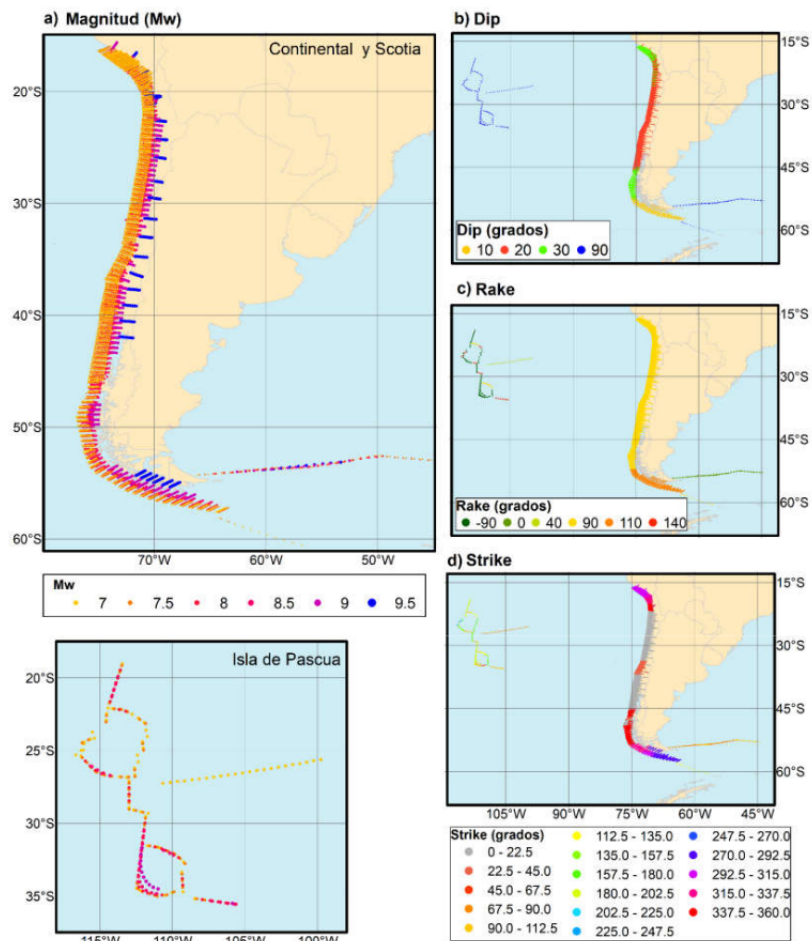 a) Magnitud (Mw)
Continental y Scotia
20°S
30°S
40°S
50°S
60°S
70°W
60°W
50°W
Mw
7 7.5 8 8.5 9 9.5
Isla de Pascua
20°S
25°S
30°S
35°S
115°W
110°W
105°W
100°W
b) Dip
15°S
30°S
45°S
60°S
Dip (grados)
10 20 30 90
c) Rake
15°S
30°S
45°S
60°S
Rake (grados)
-90 0 40 90 110 140
d) Strike
15°S
30°S
45°S
60°S
105°W 90°W 75°W 60°W 45°W
Strike (grados)
0 - 22.5
22.5 - 45.0
45.0 - 67.5
67.5 - 90.0
90.0 - 112.5
112.5 - 135.0
135.0 - 157.5
157.5 - 180.0
180.0 - 202.5
202.5 - 225.0
225.0 - 247.5
247.5 - 270.0
270.0 - 292.5
292.5 - 315.0
315.0 - 337.5
337.5 - 360.0